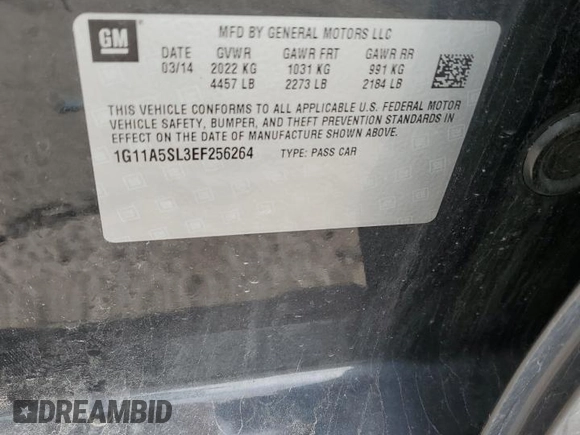 GM
MFD BY GENERAL MOTORS LLC
DATE GVWR GAWR FRT GAWR RR
03/14 2022 KG 1031 KG 991 KG
4457 LB 2273 LB 2184 LB
THIS VEHICLE CONFORMS TO ALL APPLICABLE U.S. FEDERAL MOTOR
VEHICLE SAFETY, BUMPER, AND THEFT PREVENTION STANDARDS IN
EFFECT ON THE DATE OF MANUFACTURE SHOWN ABOVE.
1G11A5SL3EF256264 TYPE: PASS CAR
DREAMBID